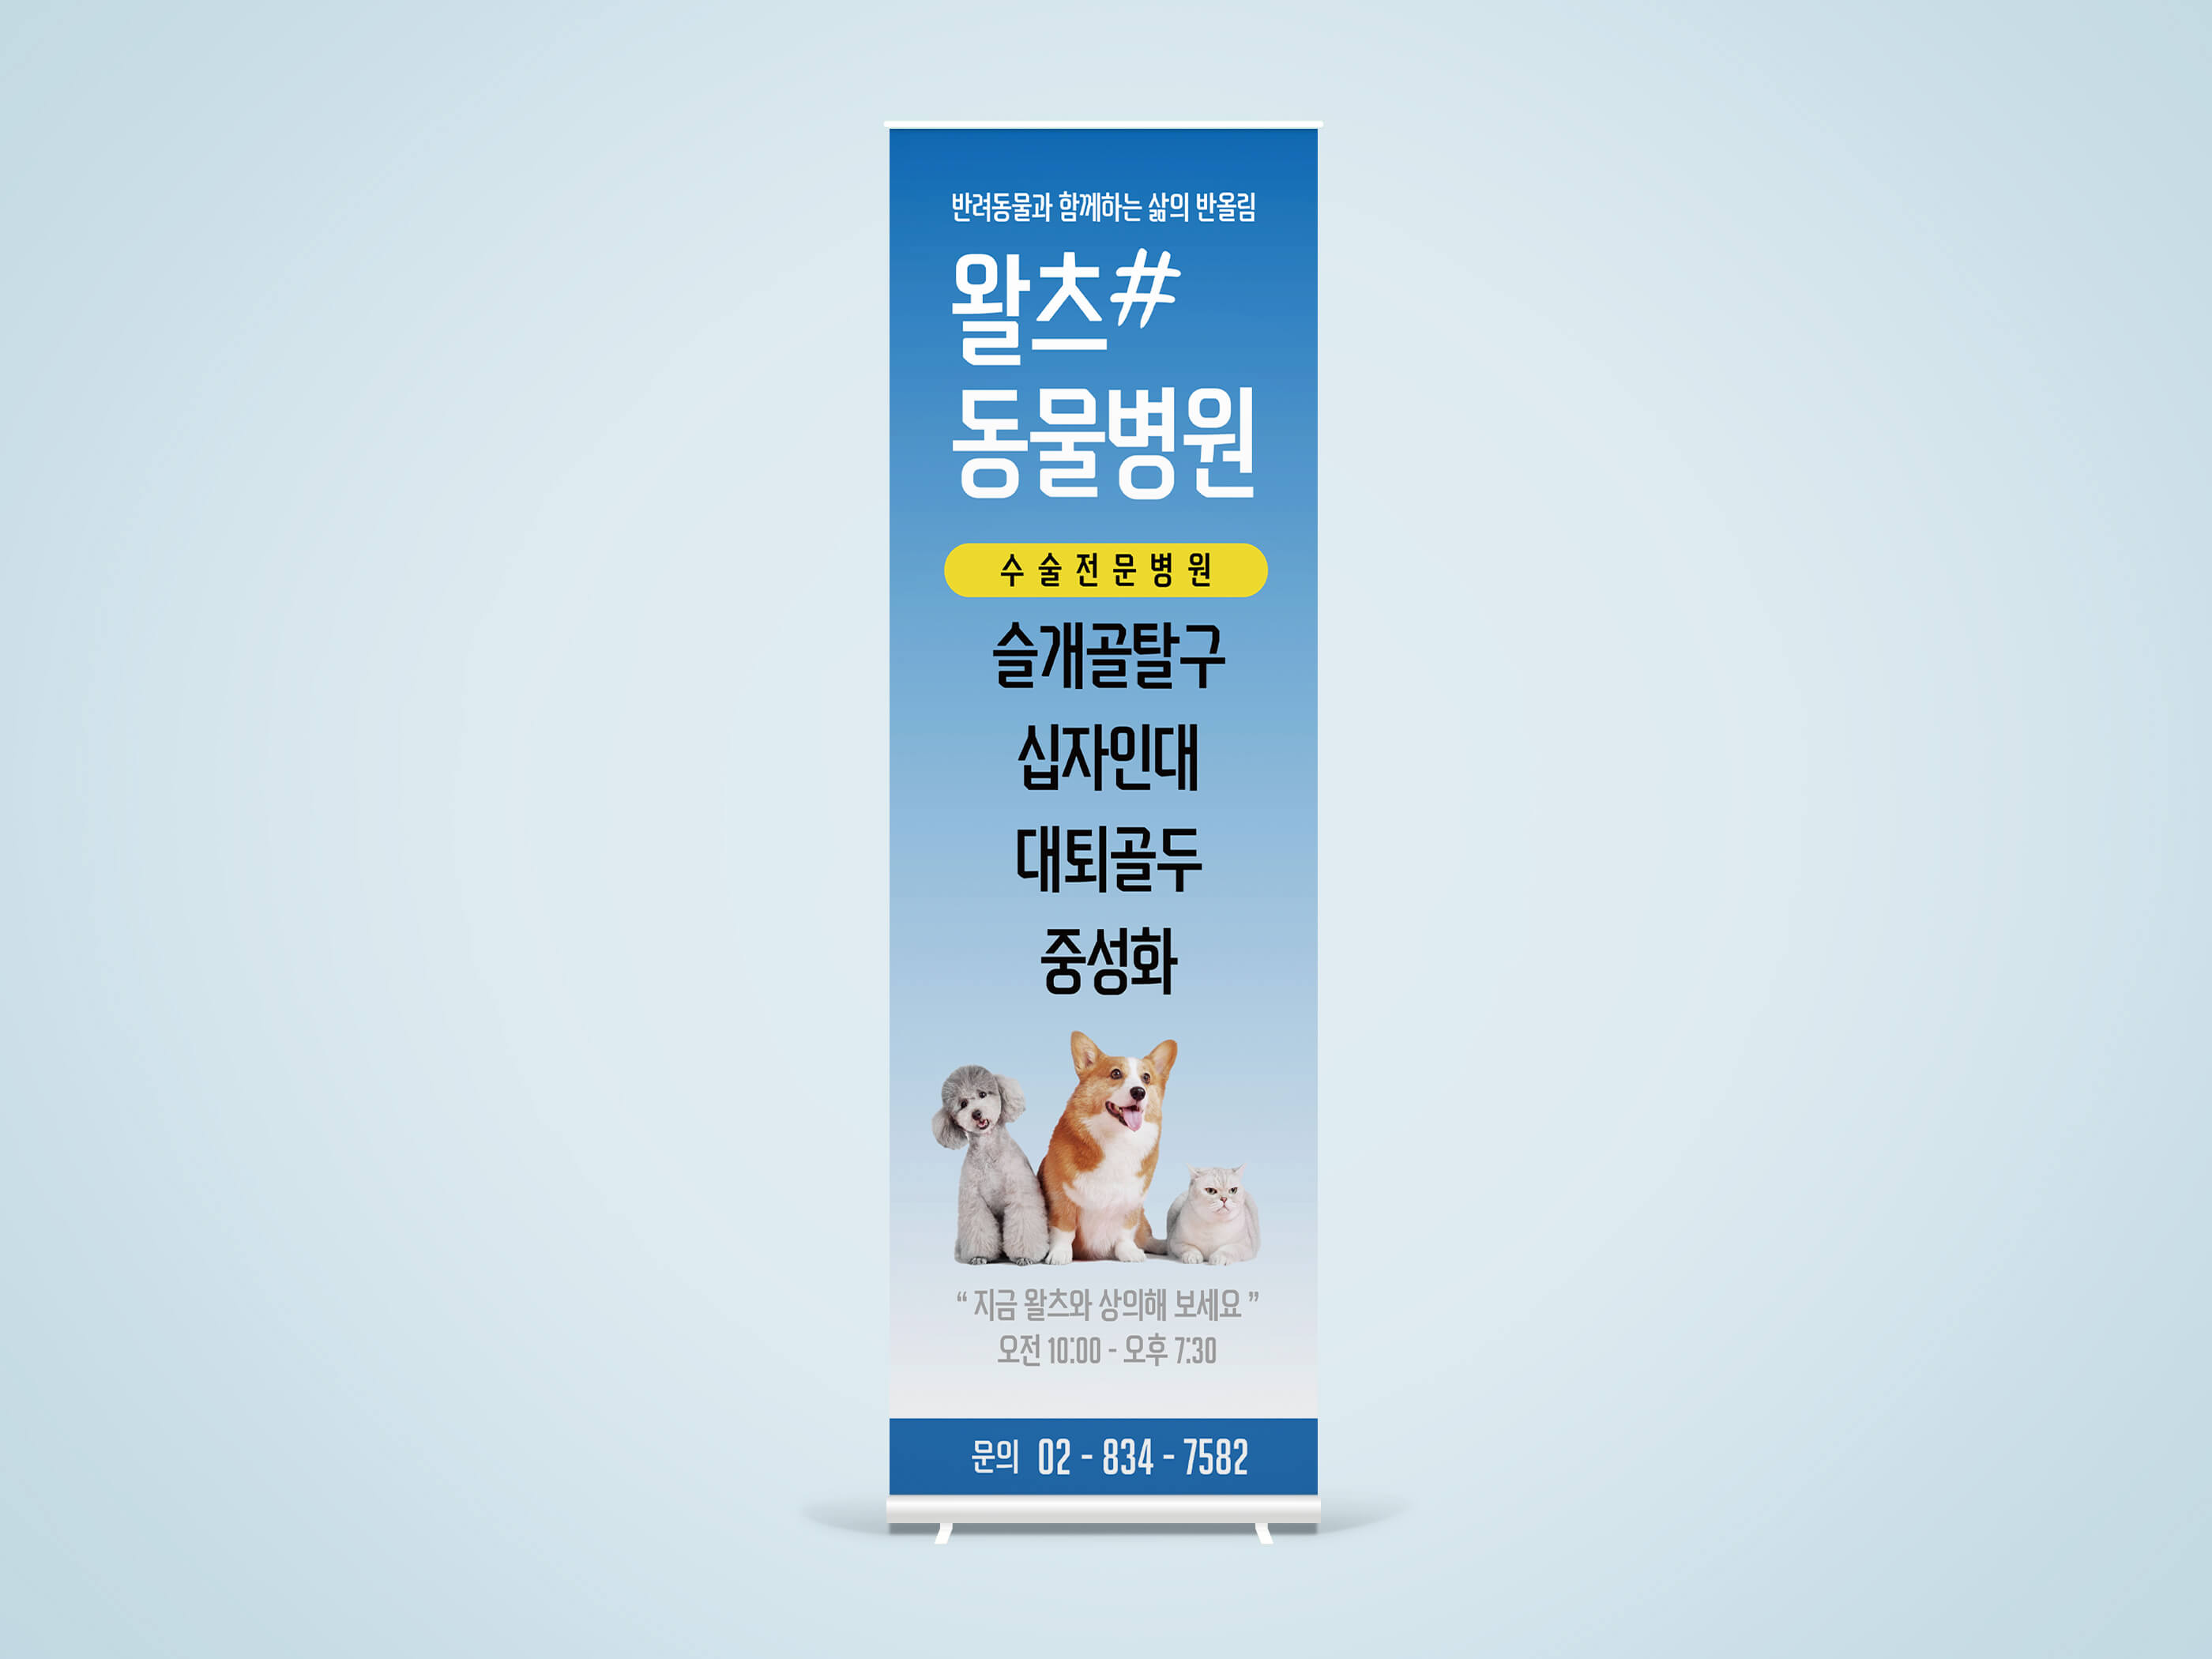 반려동물과 함께하는 삶의 반올림
왈츠#
동물병원
수술전문병원
슬개골탈구
십자인대
대퇴골두
중성화
“ 지금 왈츠와 상의해 보세요 ”
오전 10:00 - 오후 7:30
문의 02 - 834 - 7582